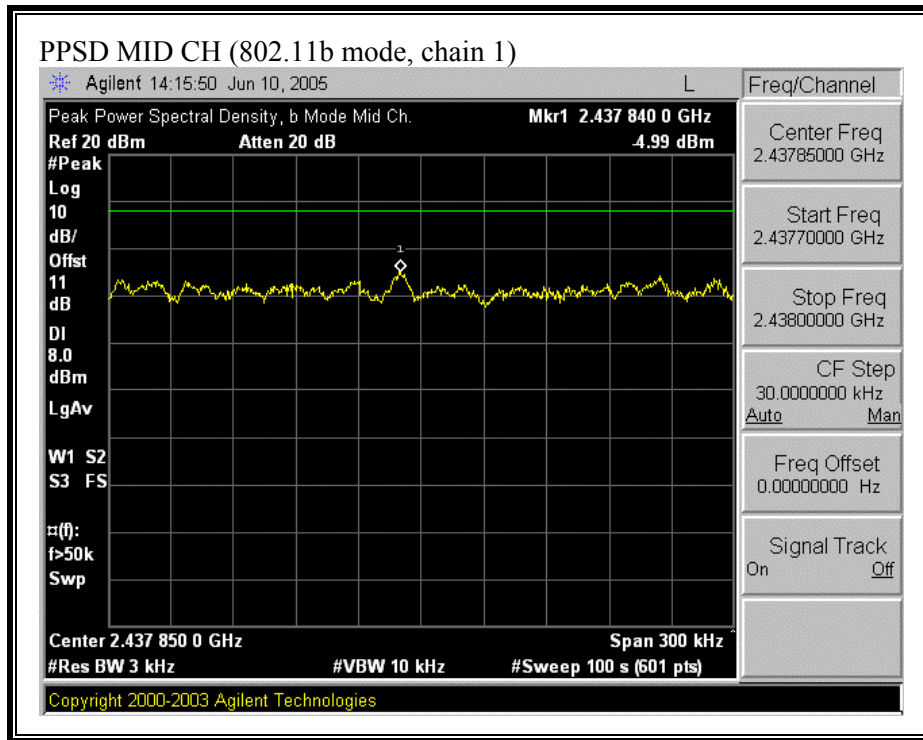 PPSD MID CH (802.11b mode, chain 1)
Agilent 14:15:50 Jun 10, 2005 L
Peak Power Spectral Density, b Mode Mid Ch. Mkr1 2.437 840 0 GHz
Ref 20 dBm Atten 20 dB -4.99 dBm
#Peak
Log
10
dB/
Offst
11
dB
DI
8.0
dBm
LgAv
W1 S2
S3 FS
¤(f):
f>50k
Swp
1
Center 2.437 850 0 GHz Span 300 kHz ^
#Res BW 3 kHz #VBW 10 kHz #Sweep 100 s (601 pts)
Copyright 2000-2003 Agilent Technologies
Freq/Channel
Center Freq
2.43785000 GHz
Start Freq
2.43770000 GHz
Stop Freq
2.43800000 GHz
CF Step
30.0000000 kHz
Auto Man
Freq Offset
0.00000000 Hz
Signal Track
On Off